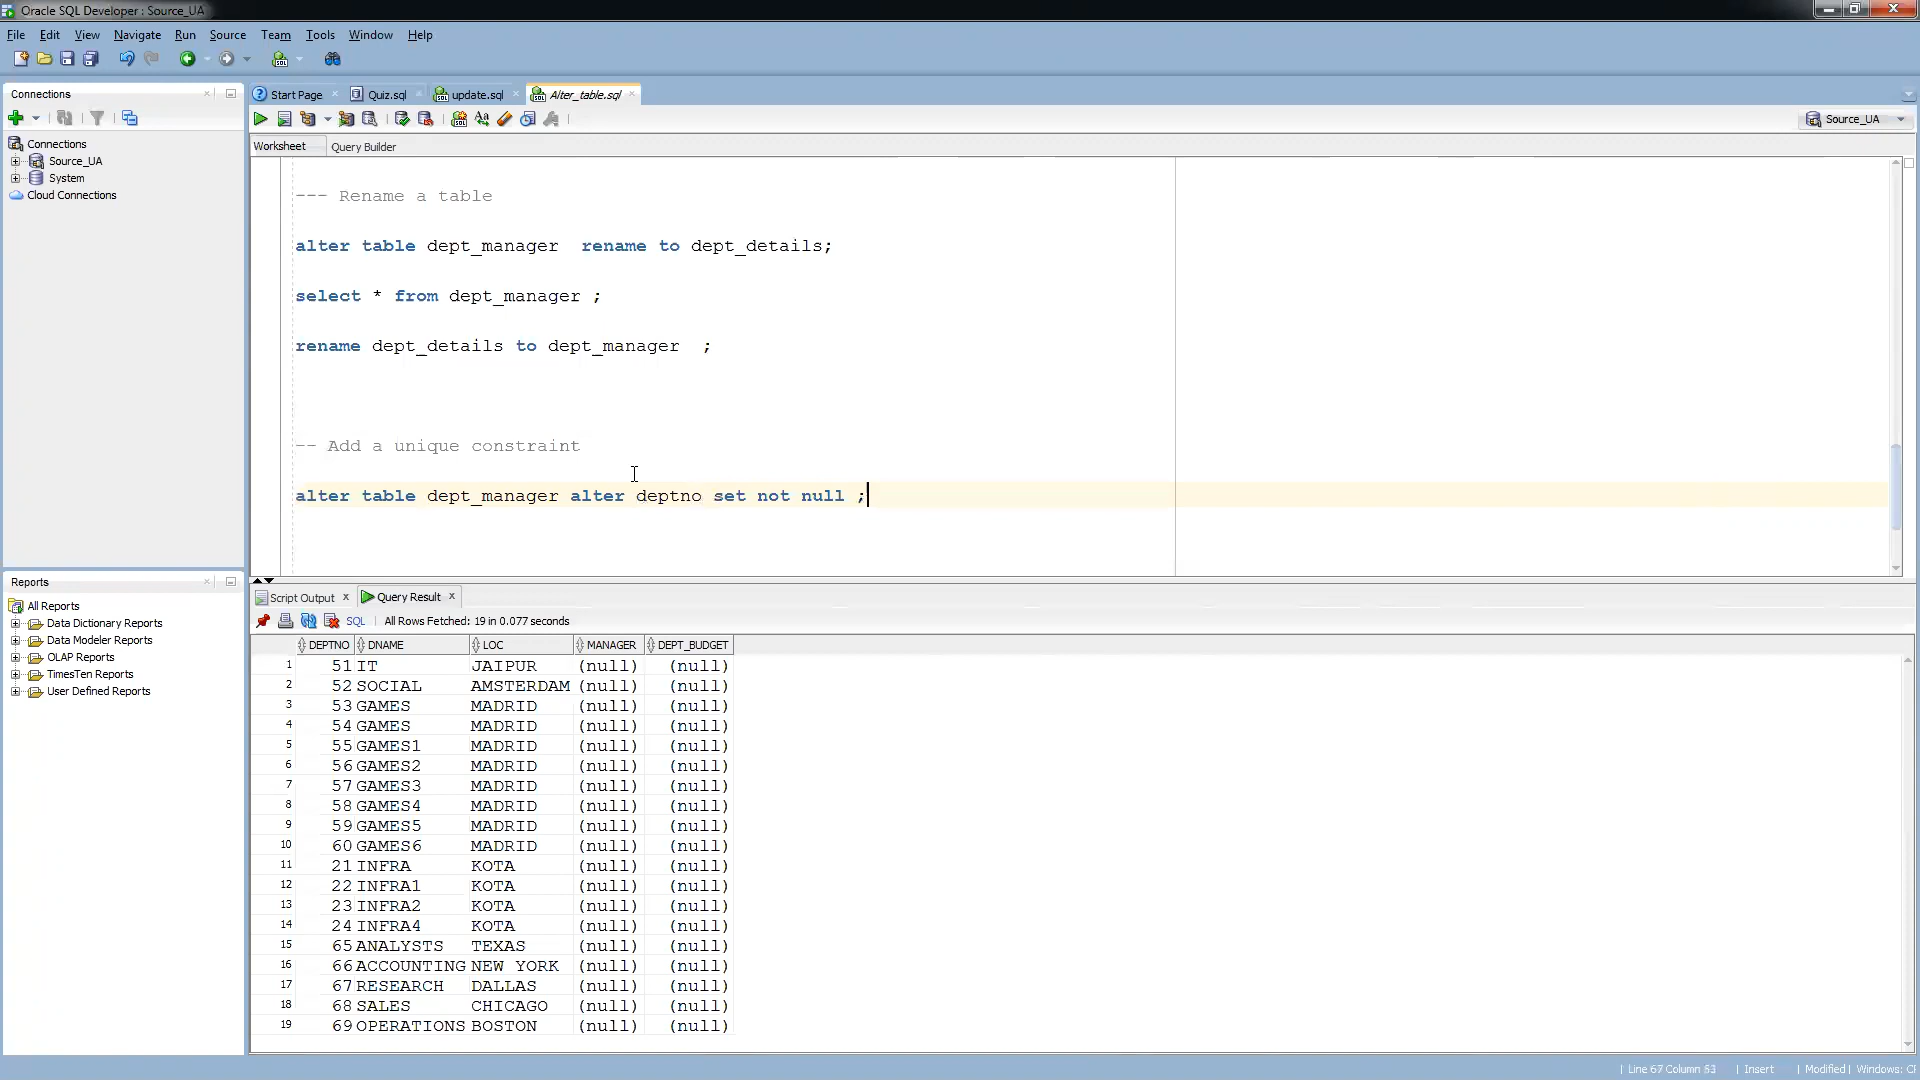 Oracle SQL Developer : Source_UA
File Edit View Navigate Run Source Team Tools Window Help
Connections
Start Page Quiz.sql update.sql Alter_table.sql
Source_UA
Worksheet Query Builder
Connections
Source_UA
System
Cloud Connections
--- Rename a table
alter table dept_manager  rename to dept_details;
select * from dept_manager ;
rename dept_details to dept_manager  ;
-- Add a unique constraint
alter table dept_manager alter deptno set not null ;
Reports
All Reports
Data Dictionary Reports
Data Modeler Reports
OLAP Reports
TimesTen Reports
User Defined Reports
Script Output Query Result
SQL All Rows Fetched: 19 in 0.077 seconds
DEPTNO DNAME LOC MANAGER DEPT_BUDGET
1 51 IT JAIPUR (null) (null)
2 52 SOCIAL AMSTERDAM (null) (null)
3 53 GAMES MADRID (null) (null)
4 54 GAMES MADRID (null) (null)
5 55 GAMES1 MADRID (null) (null)
6 56 GAMES2 MADRID (null) (null)
7 57 GAMES3 MADRID (null) (null)
8 58 GAMES4 MADRID (null) (null)
9 59 GAMES5 MADRID (null) (null)
10 60 GAMES6 MADRID (null) (null)
11 21 INFRA KOTA (null) (null)
12 22 INFRA1 KOTA (null) (null)
13 23 INFRA2 KOTA (null) (null)
14 24 INFRA4 KOTA (null) (null)
15 65 ANALYSTS TEXAS (null) (null)
16 66 ACCOUNTING NEW YORK (null) (null)
17 67 RESEARCH DALLAS (null) (null)
18 68 SALES CHICAGO (null) (null)
19 69 OPERATIONS BOSTON (null) (null)
Line 67 Column 53 Insert Modified Windows: CF